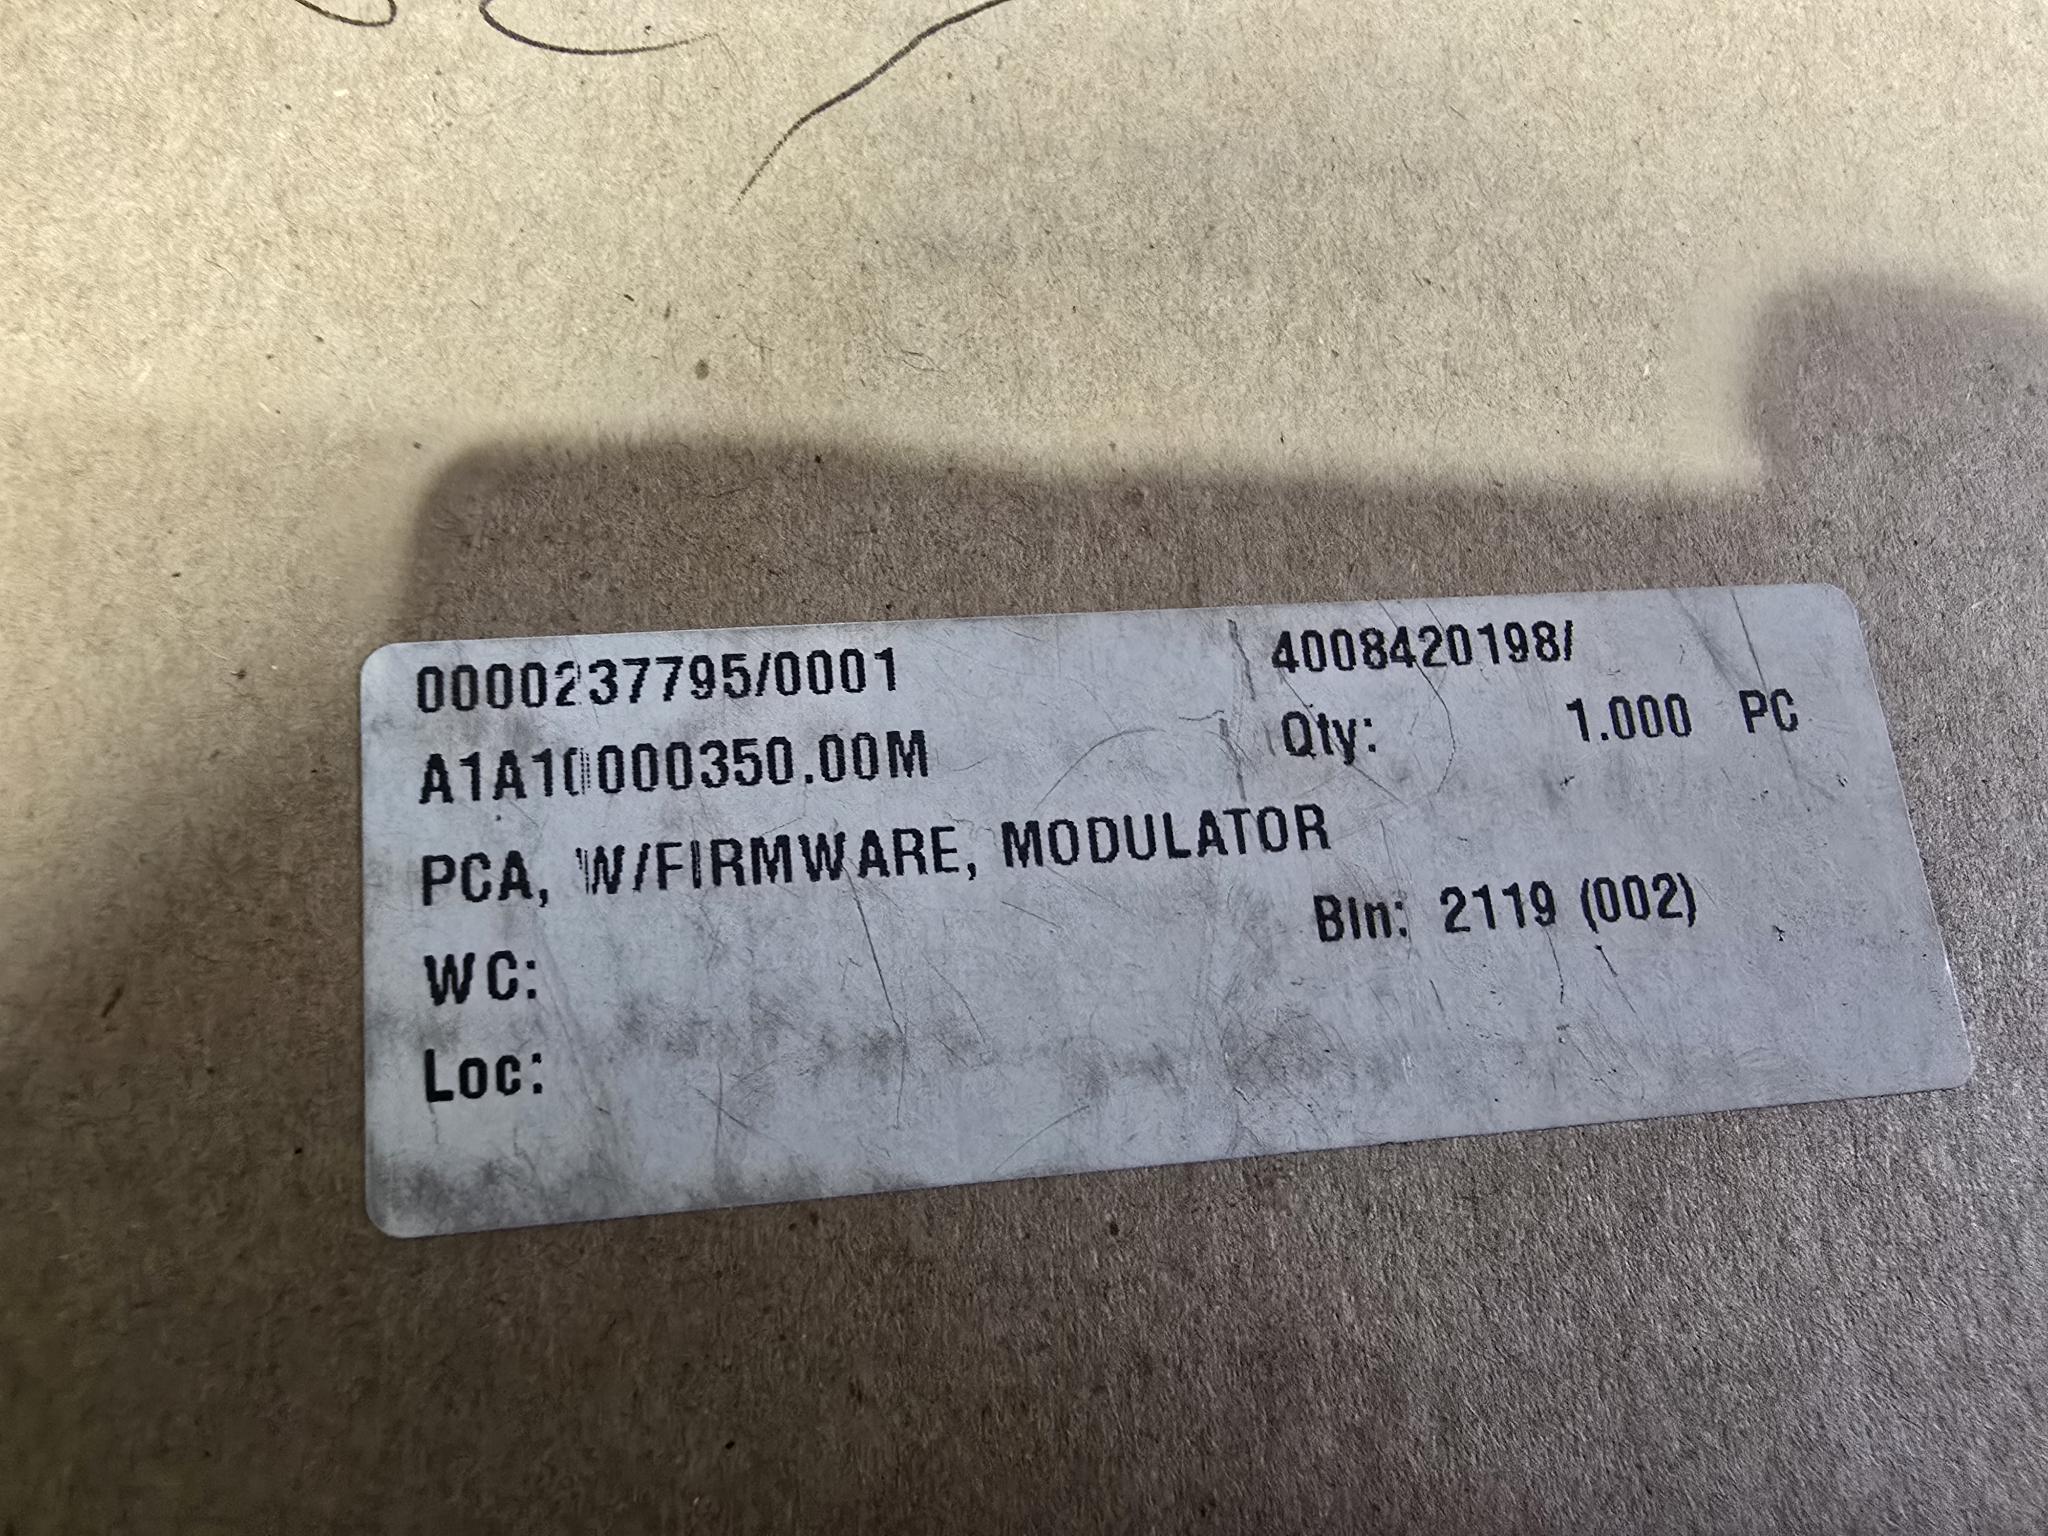 0000237795/0001 4008420198/
A1A10000350.00M Qty: 1.000 PC
PCA, W/FIRMWARE, MODULATOR
Bin: 2119 (002)
WC:
Loc: